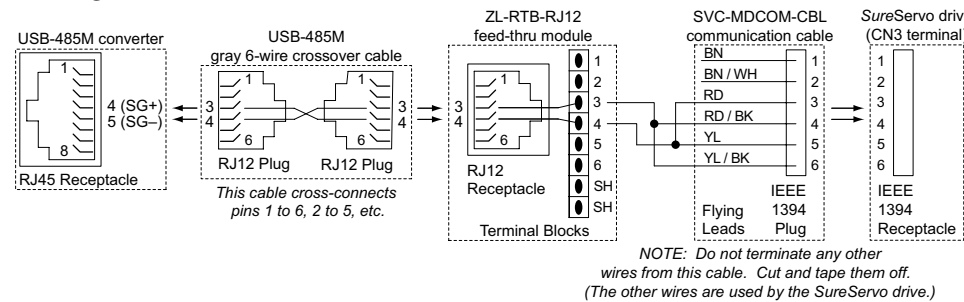 USB-485M converter
1
8
4 (SG+)
5 (SG–)
RJ45 Receptacle
USB-485M
gray 6-wire crossover cable
3
4
1
6
1
6
3
4
RJ12 Plug
RJ12 Plug
This cable cross-connects
pins 1 to 6, 2 to 5, etc.
ZL-RTB-RJ12
feed-thru module
3
4
1
6
RJ12
Receptacle
1
2
3
4
5
6
SH
SH
Terminal Blocks
SVC-MDCOM-CBL
communication cable
BN
BN / WH
RD
RD / BK
YL
YL / BK
1
2
3
4
5
6
Flying
Leads
IEEE
1394
Plug
SureServo driv
(CN3 terminal)
1
2
3
4
5
6
IEEE
1394
Receptacle
NOTE: Do not terminate any other
wires from this cable. Cut and tape them off.
(The other wires are used by the SureServo drive.)